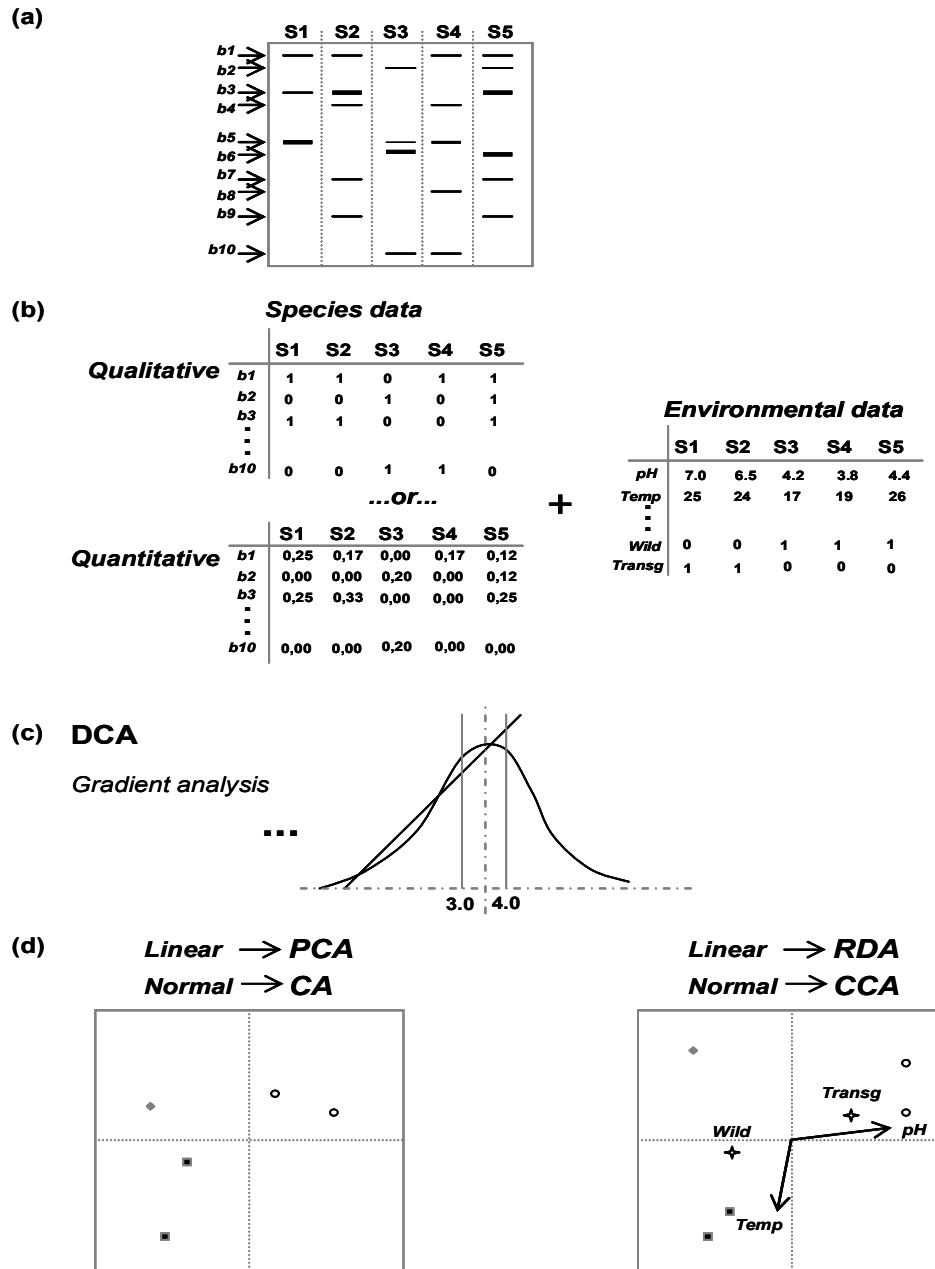 (a)
S1 S2 S3 S4 S5
b1
b2
b3
b4
b5
b6
b7
b8
b9
b10
(b)
Species data
S1 S2 S3 S4 S5
Qualitative
b1 1 1 0 1 1
b2 0 0 1 0 1
b3 1 1 0 0 1
b10 0 0 1 1 0
...or...
Quantitative
S1 S2 S3 S4 S5
b1 0,25 0,17 0,00 0,17 0,12
b2 0,00 0,00 0,20 0,00 0,12
b3 0,25 0,33 0,00 0,00 0,25
b10 0,00 0,00 0,20 0,00 0,00
+
Environmental data
S1 S2 S3 S4 S5
pH 7.0 6.5 4.2 3.8 4.4
Temp 25 24 17 19 26
Wild 0 0 1 1 1
Transg 1 1 0 0 0
(c) DCA
Gradient analysis
...
3.0 4.0
(d)
Linear → PCA
Normal → CA
Linear → RDA
Normal → CCA
Transg
Wild
pH
Temp